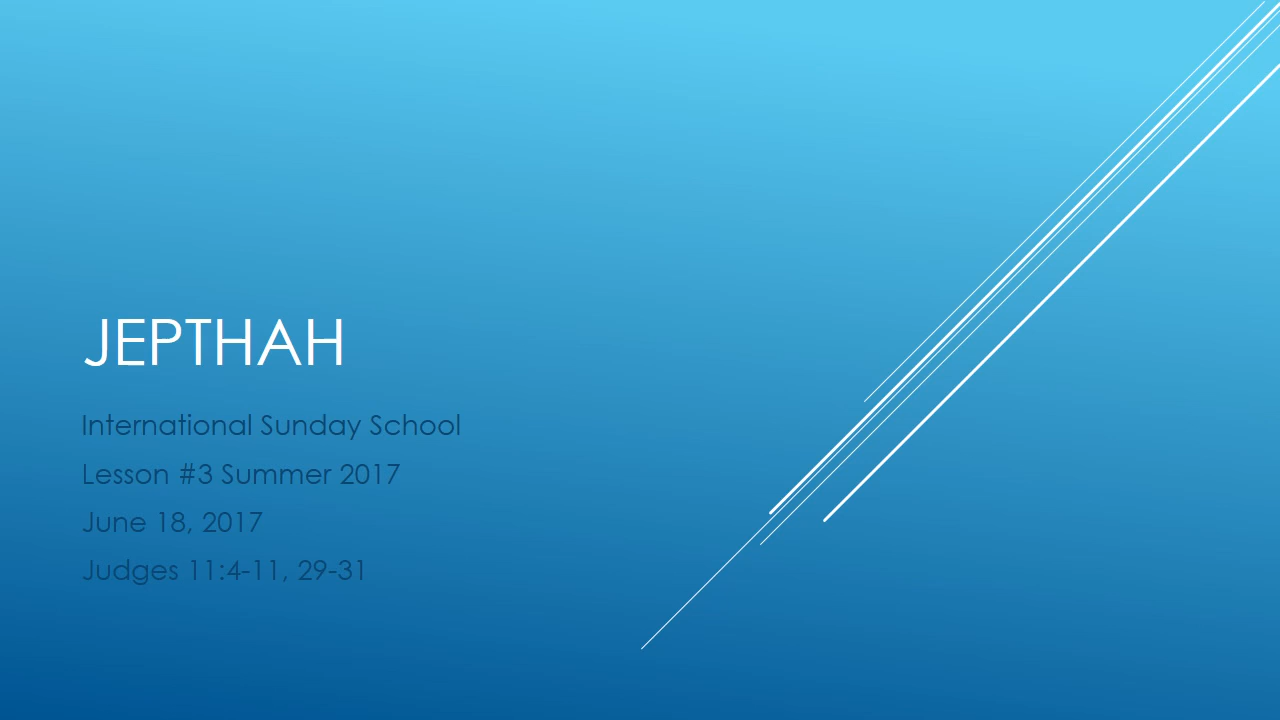 JEPTHAH
International Sunday School
Lesson #3 Summer 2017
June 18, 2017
Judges 11:4-11, 29-31